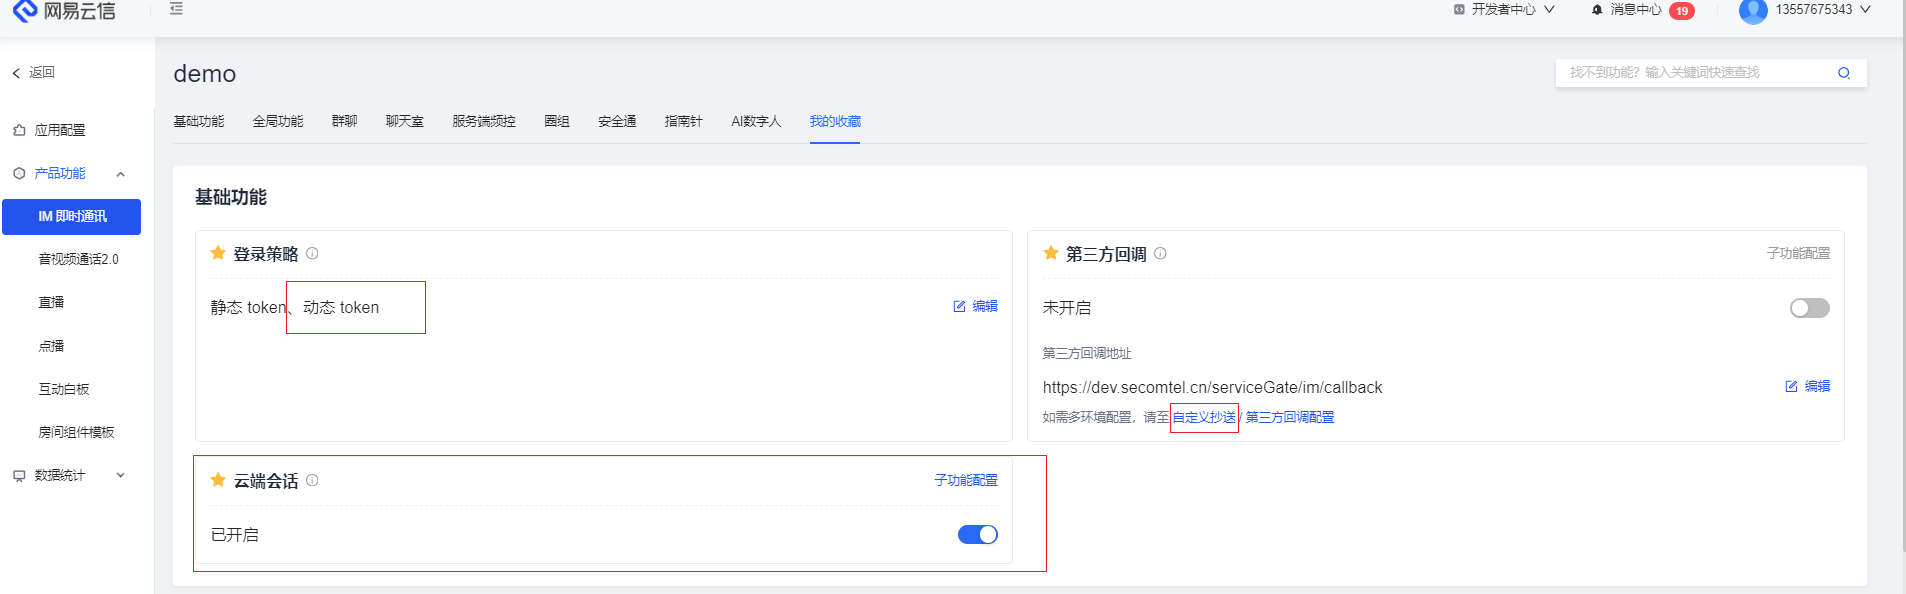 网易云信
开发者中心
消息中心 19
13557675343
返回
demo
找不到功能？输入关键词快速查找
应用配置
产品功能
IM 即时通讯
音视频通话2.0
直播
点播
互动白板
房间组件模板
数据统计
基础功能 全局功能 群聊 聊天室 服务端频控 圈组 安全通 指南针 AI数字人 我的收藏
基础功能
登录策略
静态 token、动态 token
编辑
第三方回调
子功能配置
未开启
第三方回调地址
https://dev.secomtel.cn/serviceGate/im/callback
编辑
如需多环境配置，请至 自定义抄送 / 第三方回调配置
云端会话
子功能配置
已开启